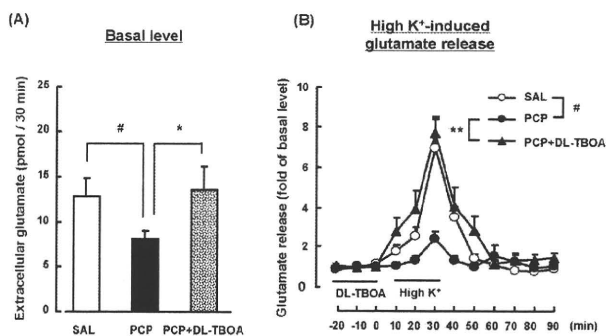 (A)
Basal level
Extracellular glutamate (pmol / 30 min)
25
20
15
10
5
0
#
*
SAL
PCP
PCP+DL-TBOA
(B)
High K⁺-induced
glutamate release
Glutamate release (fold of basal level)
10
8
6
4
2
0
SAL
PCP
PCP+DL-TBOA
#
**
DL-TBOA
High K⁺
-20 -10 0 10 20 30 40 50 60 70 80 90 (min)